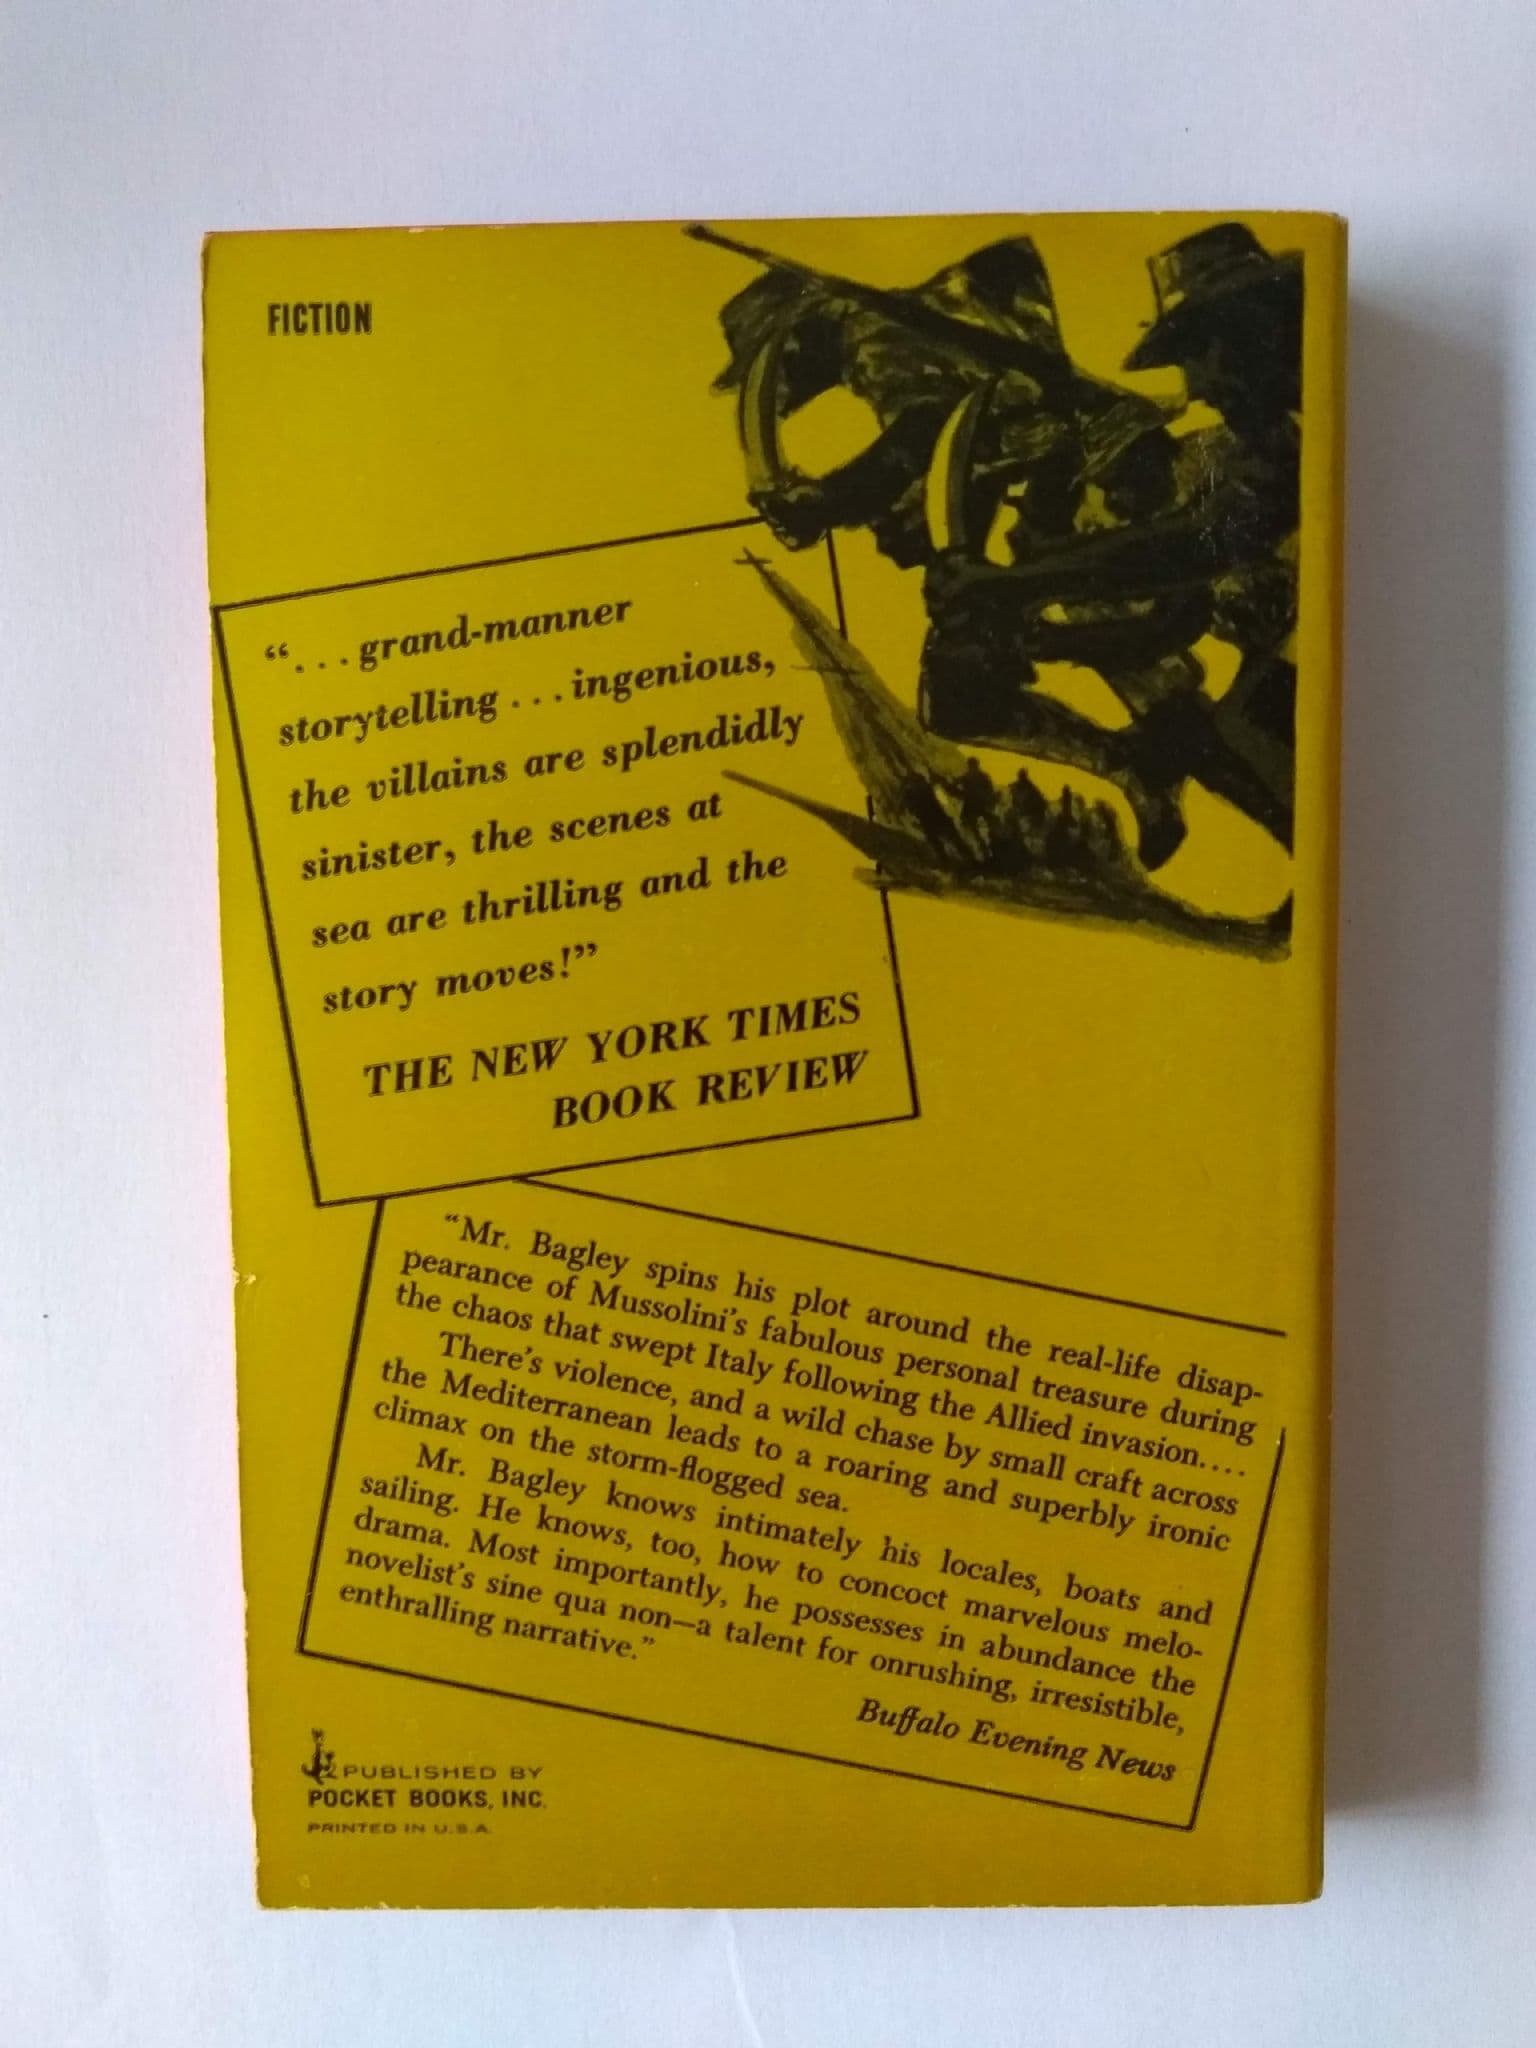 FICTION
“. . . grand-manner
storytelling . . . ingenious,
the villains are splendidly
sinister, the scenes at
sea are thrilling and the
story moves!”
THE NEW YORK TIMES
BOOK REVIEW
“Mr. Bagley spins his plot around the real-life disap-
pearance of Mussolini’s fabulous personal treasure during
the chaos that swept Italy following the Allied invasion....
There’s violence, and a wild chase by small craft across
the Mediterranean leads to a roaring and superbly ironic
climax on the storm-flogged sea.
Mr. Bagley knows intimately his locales, boats and
sailing. He knows, too, how to concoct marvelous melo-
drama. Most importantly, he possesses in abundance the
novelist’s sine qua non—a talent for onrushing, irresistible,
enthralling narrative.”
Buffalo Evening News
PUBLISHED BY
POCKET BOOKS, INC.
PRINTED IN U.S.A.